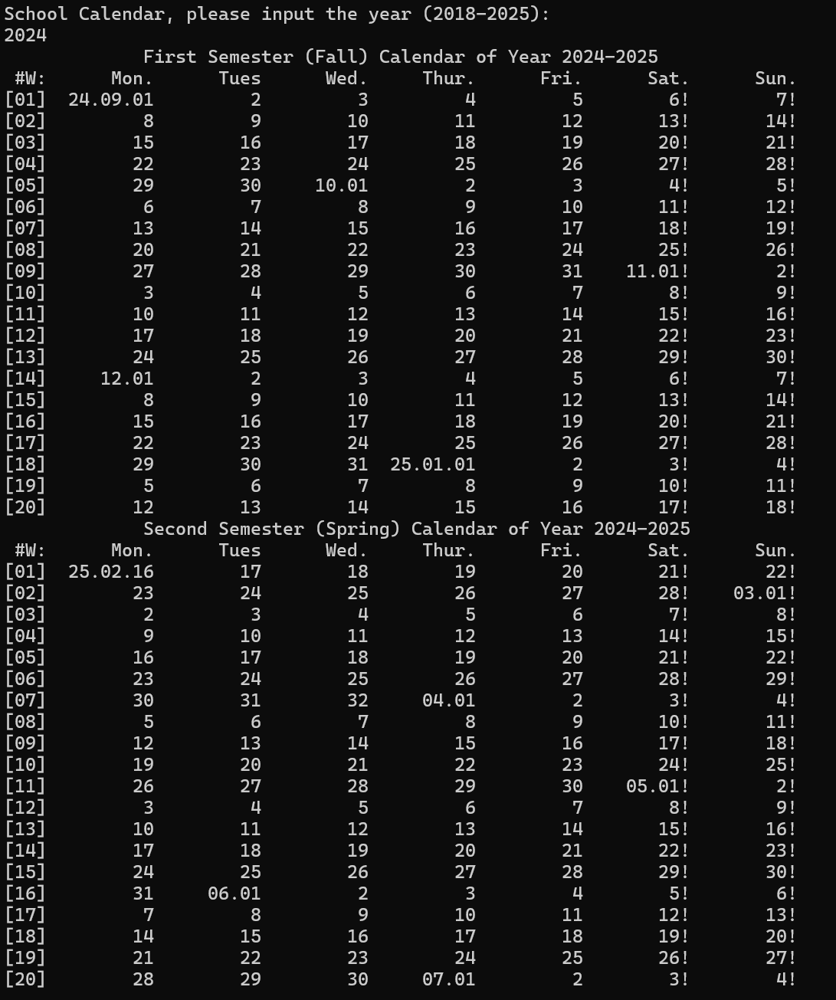 School Calendar, please input the year (2018-2025):
2024
First Semester (Fall) Calendar of Year 2024-2025
#W: Mon. Tues Wed. Thur. Fri. Sat. Sun.
[01] 24.09.01 2 3 4 5 6! 7!
[02] 8 9 10 11 12 13! 14!
[03] 15 16 17 18 19 20! 21!
[04] 22 23 24 25 26 27! 28!
[05] 29 30 10.01 2 3 4! 5!
[06] 6 7 8 9 10 11! 12!
[07] 13 14 15 16 17 18! 19!
[08] 20 21 22 23 24 25! 26!
[09] 27 28 29 30 31 11.01! 2!
[10] 3 4 5 6 7 8! 9!
[11] 10 11 12 13 14 15! 16!
[12] 17 18 19 20 21 22! 23!
[13] 24 25 26 27 28 29! 30!
[14] 12.01 2 3 4 5 6! 7!
[15] 8 9 10 11 12 13! 14!
[16] 15 16 17 18 19 20! 21!
[17] 22 23 24 25 26 27! 28!
[18] 29 30 31 25.01.01 2 3! 4!
[19] 5 6 7 8 9 10! 11!
[20] 12 13 14 15 16 17! 18!
Second Semester (Spring) Calendar of Year 2024-2025
#W: Mon. Tues Wed. Thur. Fri. Sat. Sun.
[01] 25.02.16 17 18 19 20 21! 22!
[02] 23 24 25 26 27 28! 03.01!
[03] 2 3 4 5 6 7! 8!
[04] 9 10 11 12 13 14! 15!
[05] 16 17 18 19 20 21! 22!
[06] 23 24 25 26 27 28! 29!
[07] 30 31 32 04.01 2 3! 4!
[08] 5 6 7 8 9 10! 11!
[09] 12 13 14 15 16 17! 18!
[10] 19 20 21 22 23 24! 25!
[11] 26 27 28 29 30 05.01! 2!
[12] 3 4 5 6 7 8! 9!
[13] 10 11 12 13 14 15! 16!
[14] 17 18 19 20 21 22! 23!
[15] 24 25 26 27 28 29! 30!
[16] 31 06.01 2 3 4 5! 6!
[17] 7 8 9 10 11 12! 13!
[18] 14 15 16 17 18 19! 20!
[19] 21 22 23 24 25 26! 27!
[20] 28 29 30 07.01 2 3! 4!